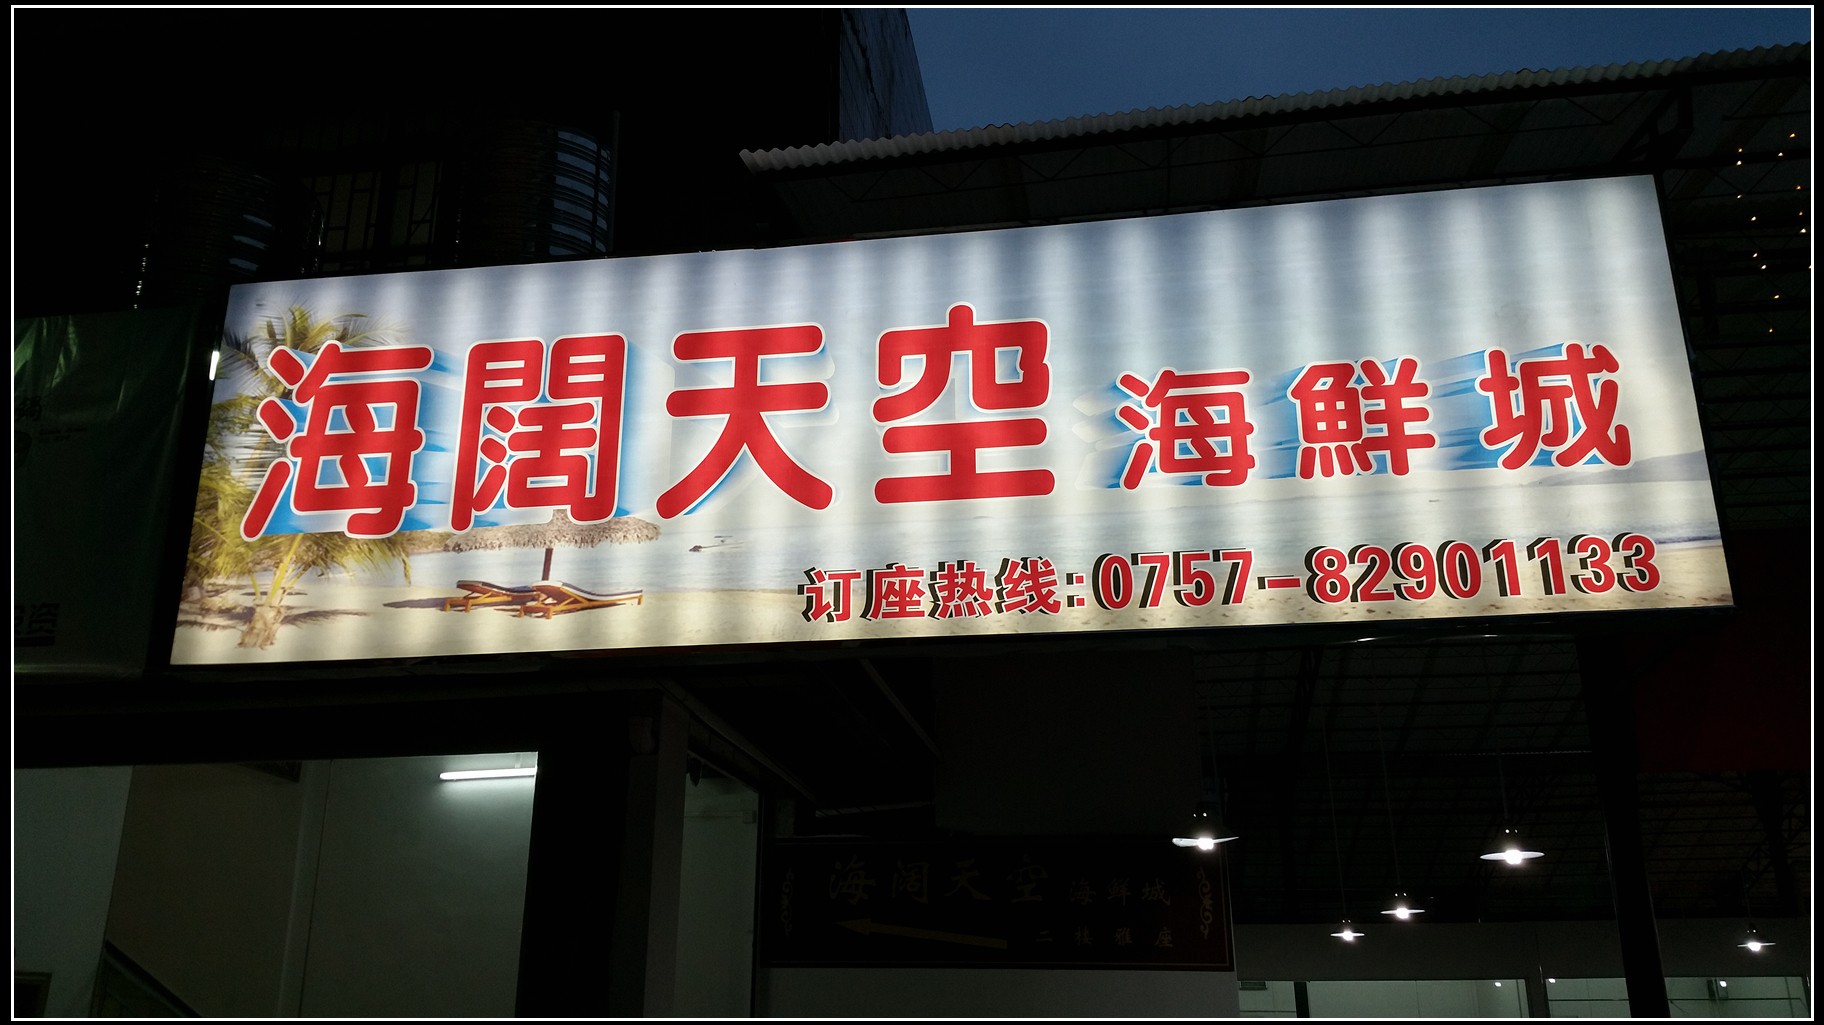 海闊天空 海鮮城
订座热线:0757-82901133
海阔天空 海鲜城
二楼雅座